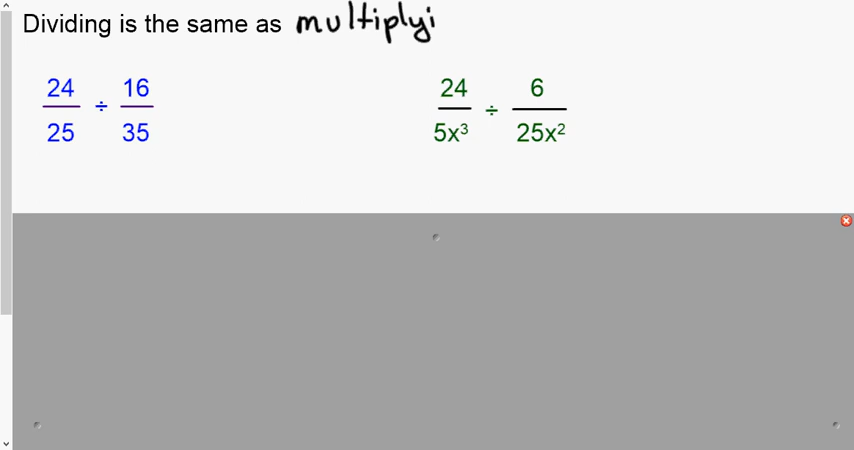 Dividing is the same as multiplyi
24/25 ÷ 16/35
24/5x³ ÷ 6/25x²